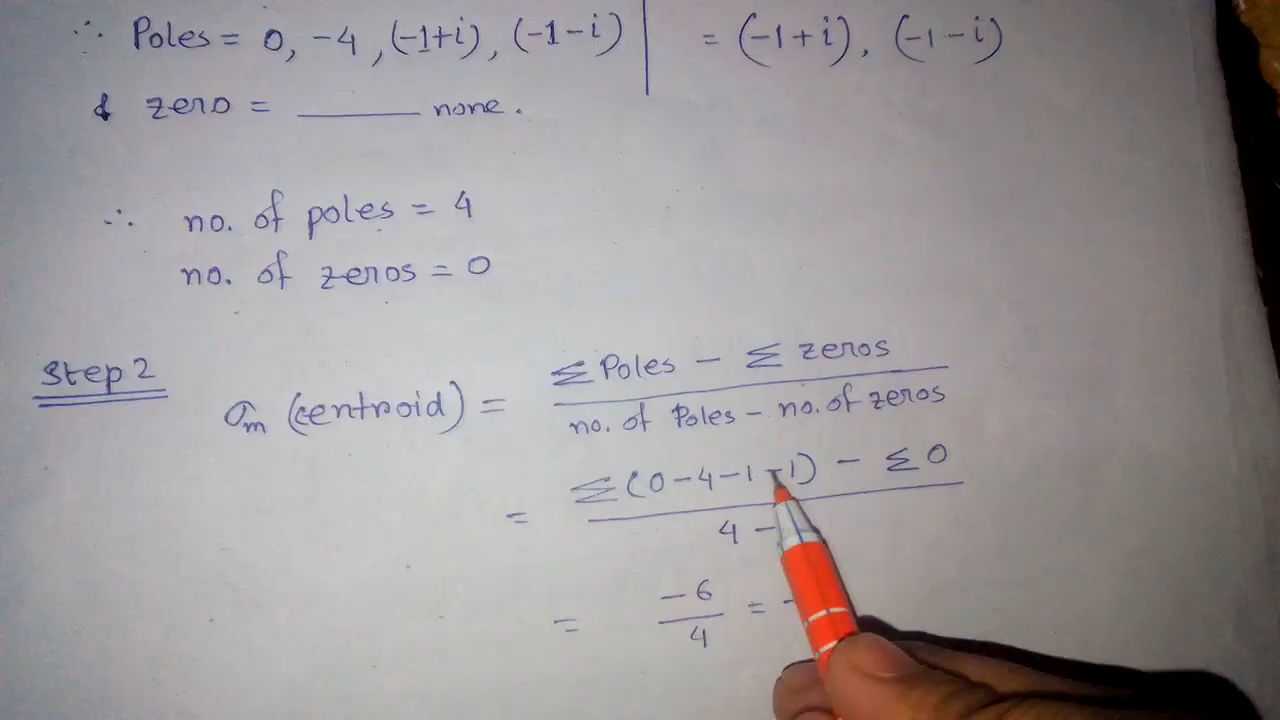 ∴ Poles = 0, -4, (-1+i), (-1-i) | = (-1+i), (-1-i)
& zero = ______ none.
∴ no. of poles = 4
no. of zeros = 0
Step 2
σm (centroid) = Σ Poles - Σ zeros / no. of Poles - no. of zeros
= Σ(0-4-1-1) - Σ0 / 4 -
= -6/4 = -